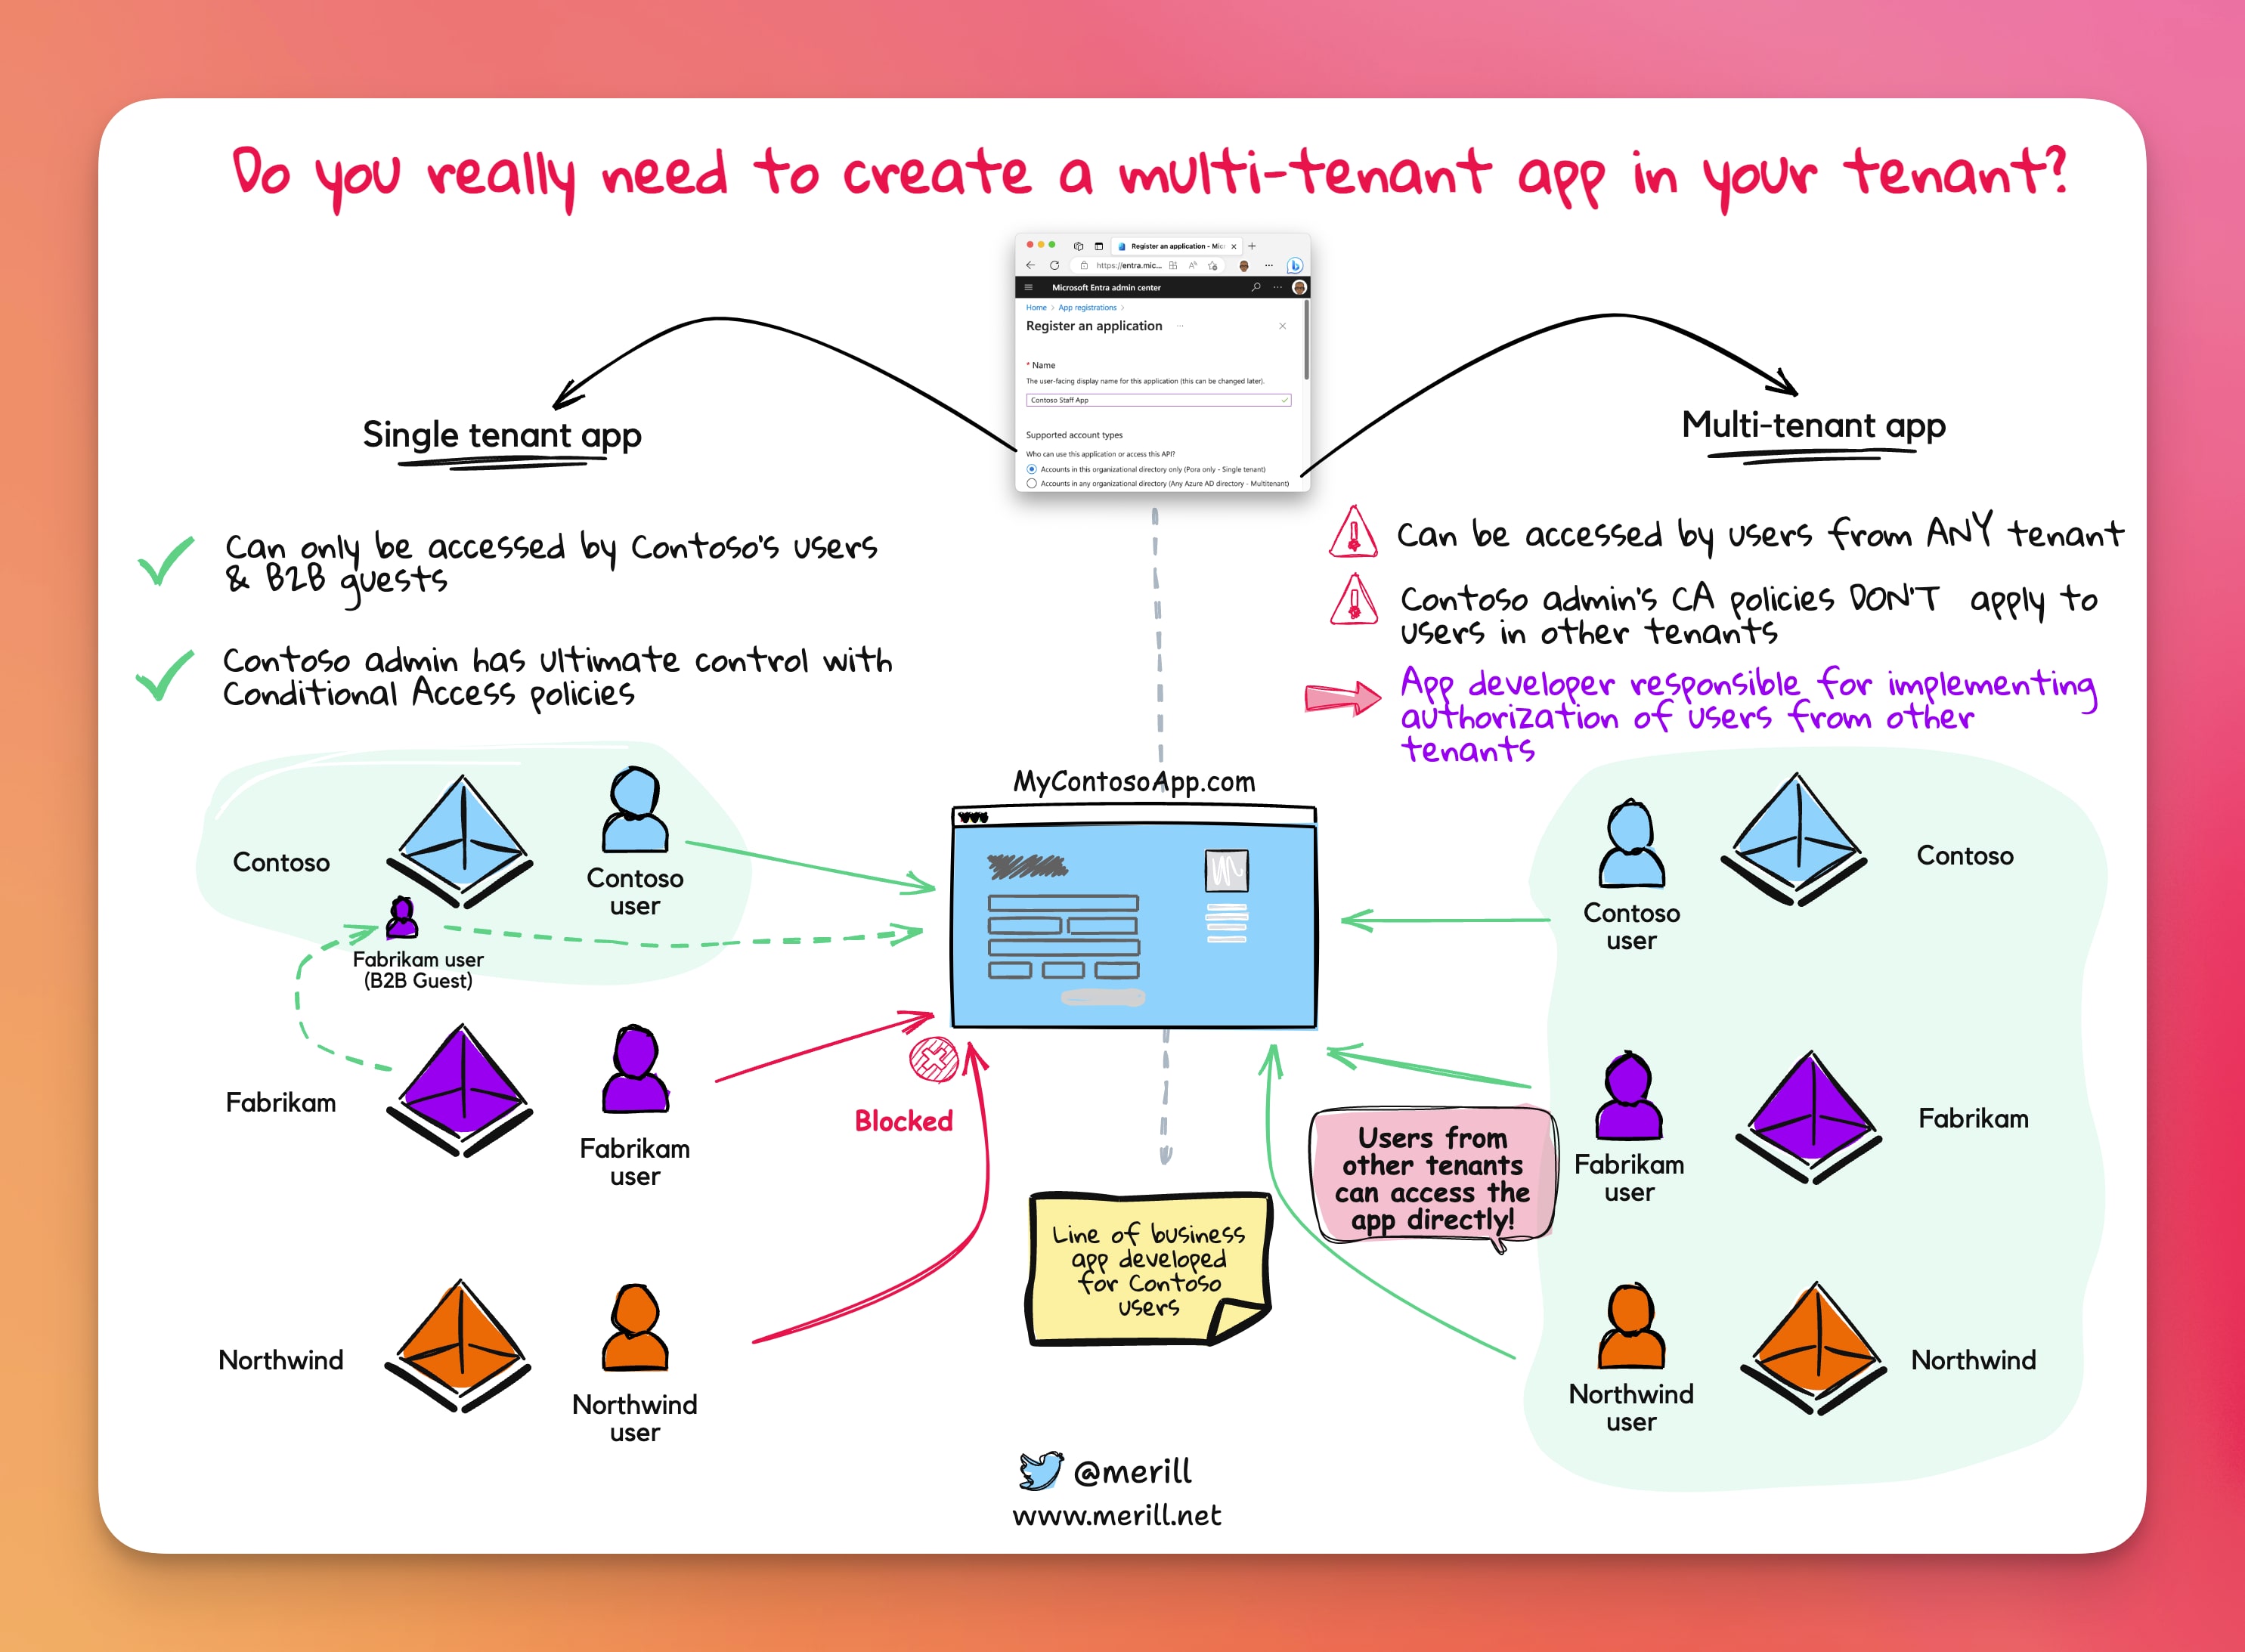 Do you really need to create a multi-tenant app in your tenant?
Register an application - Mic
https://entra.mic...
Microsoft Entra admin center
Home > App registrations >
Register an application ...
* Name
The user-facing display name for this application (this can be changed later).
Contoso Staff App
Supported account types
Who can use this application or access this API?
Accounts in this organizational directory only (Pora only - Single tenant)
Accounts in any organizational directory (Any Azure AD directory - Multitenant)
Single tenant app
Can only be accessed by Contoso's users
& B2B guests
Contoso admin has ultimate control with
Conditional Access policies
Multi-tenant app
Can be accessed by users from ANY tenant
Contoso admin's CA policies DON'T apply to
users in other tenants
App developer responsible for implementing
authorization of users from other
tenants
MyContosoApp.com
Contoso
Contoso
user
Fabrikam user
(B2B Guest)
Fabrikam
Fabrikam
user
Blocked
Northwind
Northwind
user
Line of business
app developed
for Contoso
users
Contoso
user
Contoso
Users from
other tenants
can access the
app directly!
Fabrikam
user
Fabrikam
Northwind
user
Northwind
@merill
www.merill.net